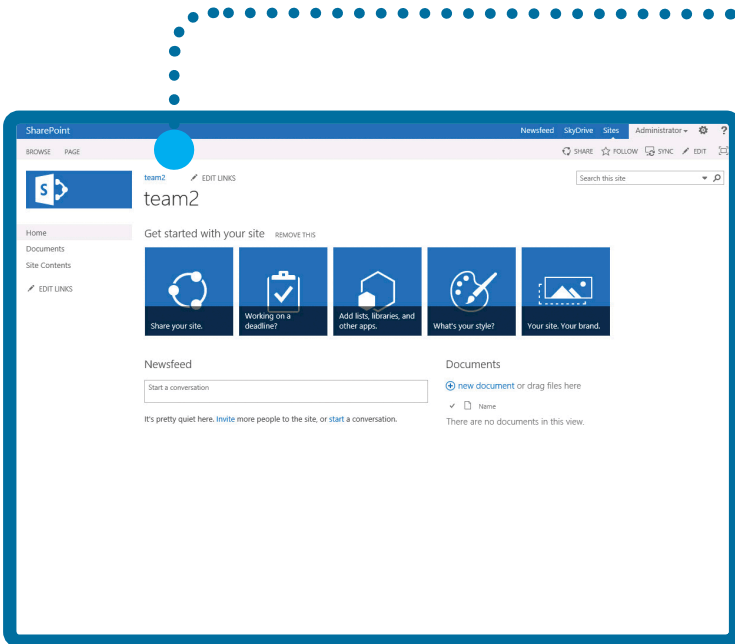 SharePoint
Newsfeed SkyDrive Sites Administrator ?
BROWSE PAGE
SHARE FOLLOW SYNC EDIT
team2 EDIT LINKS
Search this site
S
team2
Home
Get started with your site REMOVE THIS
Documents
Site Contents
EDIT LINKS
Share your site.
Working on a
deadline?
Add lists, libraries, and
other apps.
What's your style?
Your site. Your brand.
Newsfeed
Documents
Start a conversation
new document or drag files here
Name
It's pretty quiet here. Invite more people to the site, or start a conversation.
There are no documents in this view.